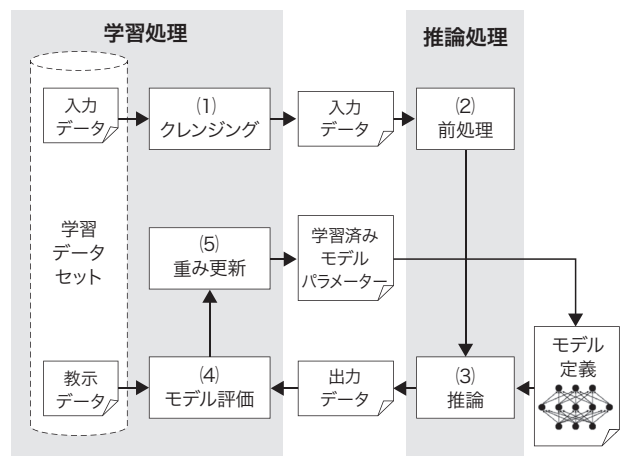 学習処理
推論処理
入力
データ
(1)
クレンジング
入力
データ
(2)
前処理
学習
データ
セット
(5)
重み更新
学習済み
モデル
パラメーター
教示
データ
(4)
モデル評価
出力
データ
(3)
推論
モデル
定義